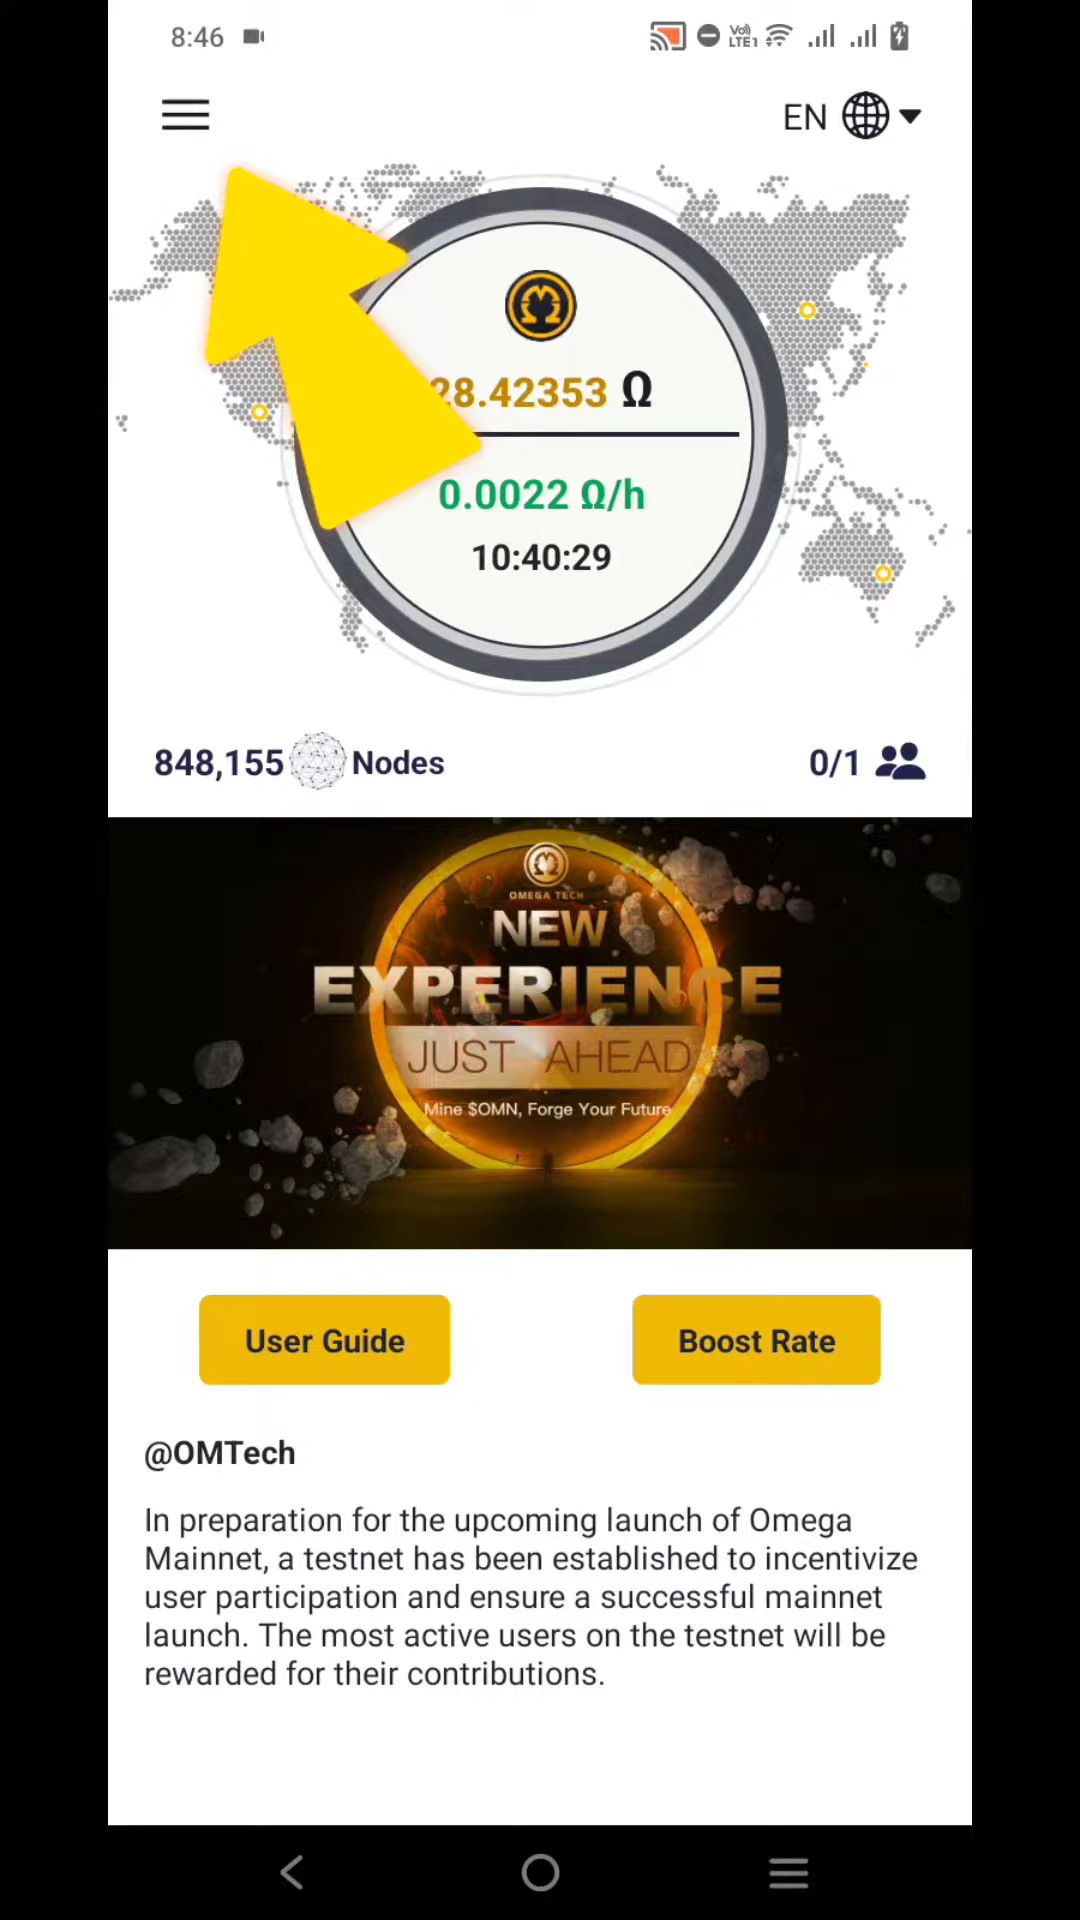 8:46
Vo) LTE1
EN
28.42353 Ω
0.0022 Ω/h
10:40:29
848,155 Nodes
0/1
OMEGA TECH
NEW
EXPERIENCE
JUST AHEAD
Mine $OMN, Forge Your Future
User Guide
Boost Rate
@OMTech
In preparation for the upcoming launch of Omega
Mainnet, a testnet has been established to incentivize
user participation and ensure a successful mainnet
launch. The most active users on the testnet will be
rewarded for their contributions.